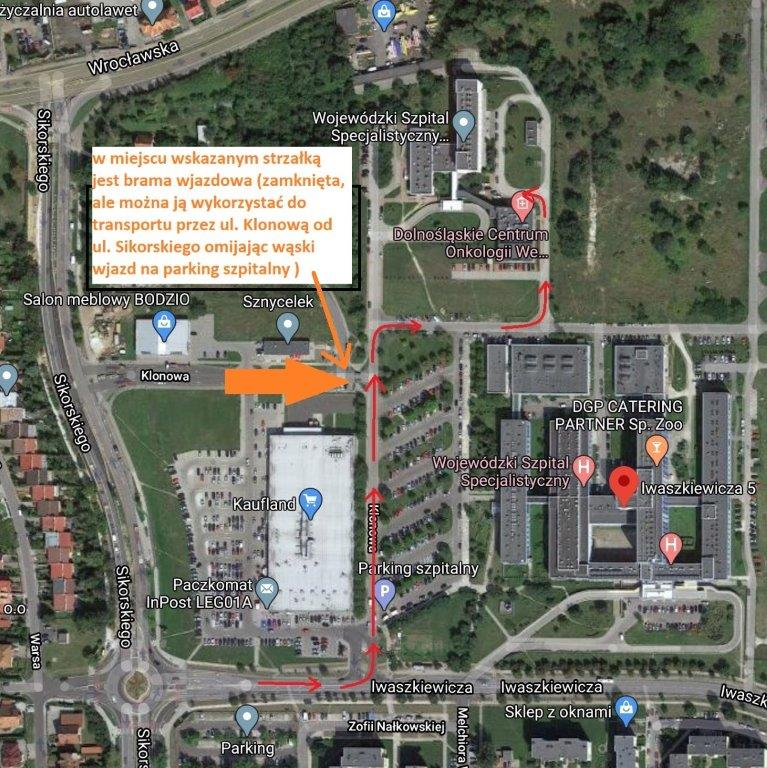 życzalnia autolawet
Wrocławska
Sikorskiego
Wojewódzki Szpital
Specjalistyczny...
w miejscu wskazanym strzałką
jest brama wjazdowa (zamknięta,
ale można ją wykorzystać do
transportu przez ul. Klonową od
ul. Sikorskiego omijając wąski
wjazd na parking szpitalny )
Dolnośląskie Centrum
Onkologii We...
Salon meblowy BODZIO
Sznycelek
Klonowa
Sikorskiego
DGP CATERING
PARTNER Sp. Zoo
Wojewódzki Szpital
Specjalistyczny
Iwaszkiewicza 5
Kaufland
Klonowa
Parking szpitalny
P
H
H
Paczkomat
InPost LEG01A
Sikorskiego
o.o
Warsa
Iwaszkiewicza
Iwaszkiewicza
Iwaszk
Sklep z oknami
Zofii Nałkowskiej
Melchiora
Parking
Sikors